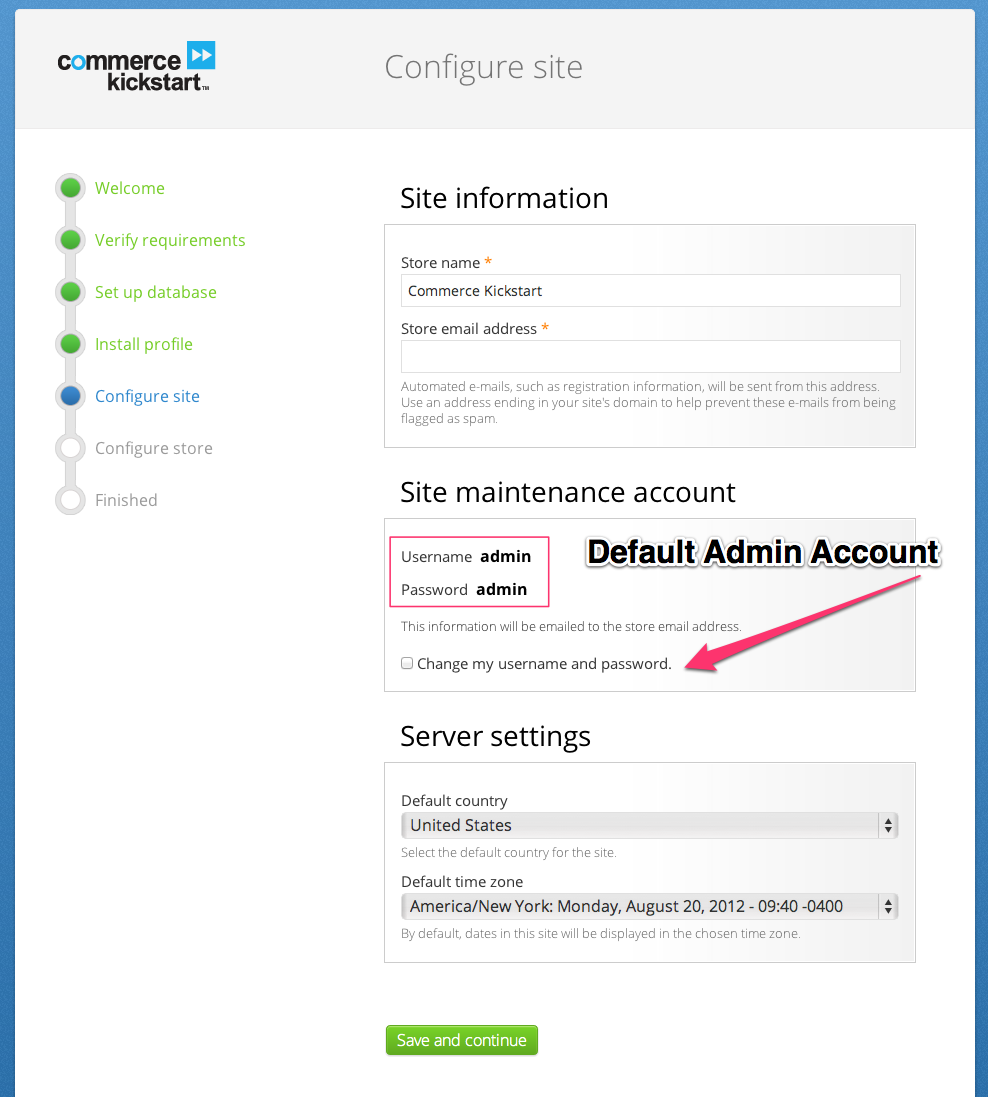 commerce
kickstart™
Configure site
Welcome
Verify requirements
Set up database
Install profile
Configure site
Configure store
Finished
Site information
Store name *
Commerce Kickstart
Store email address *
Automated e-mails, such as registration information, will be sent from this address.
Use an address ending in your site's domain to help prevent these e-mails from being
flagged as spam.
Site maintenance account
Username admin
Password admin
Default Admin Account
This information will be emailed to the store email address.
Change my username and password.
Server settings
Default country
United States
Select the default country for the site.
Default time zone
America/New York: Monday, August 20, 2012 - 09:40 -0400
By default, dates in this site will be displayed in the chosen time zone.
Save and continue